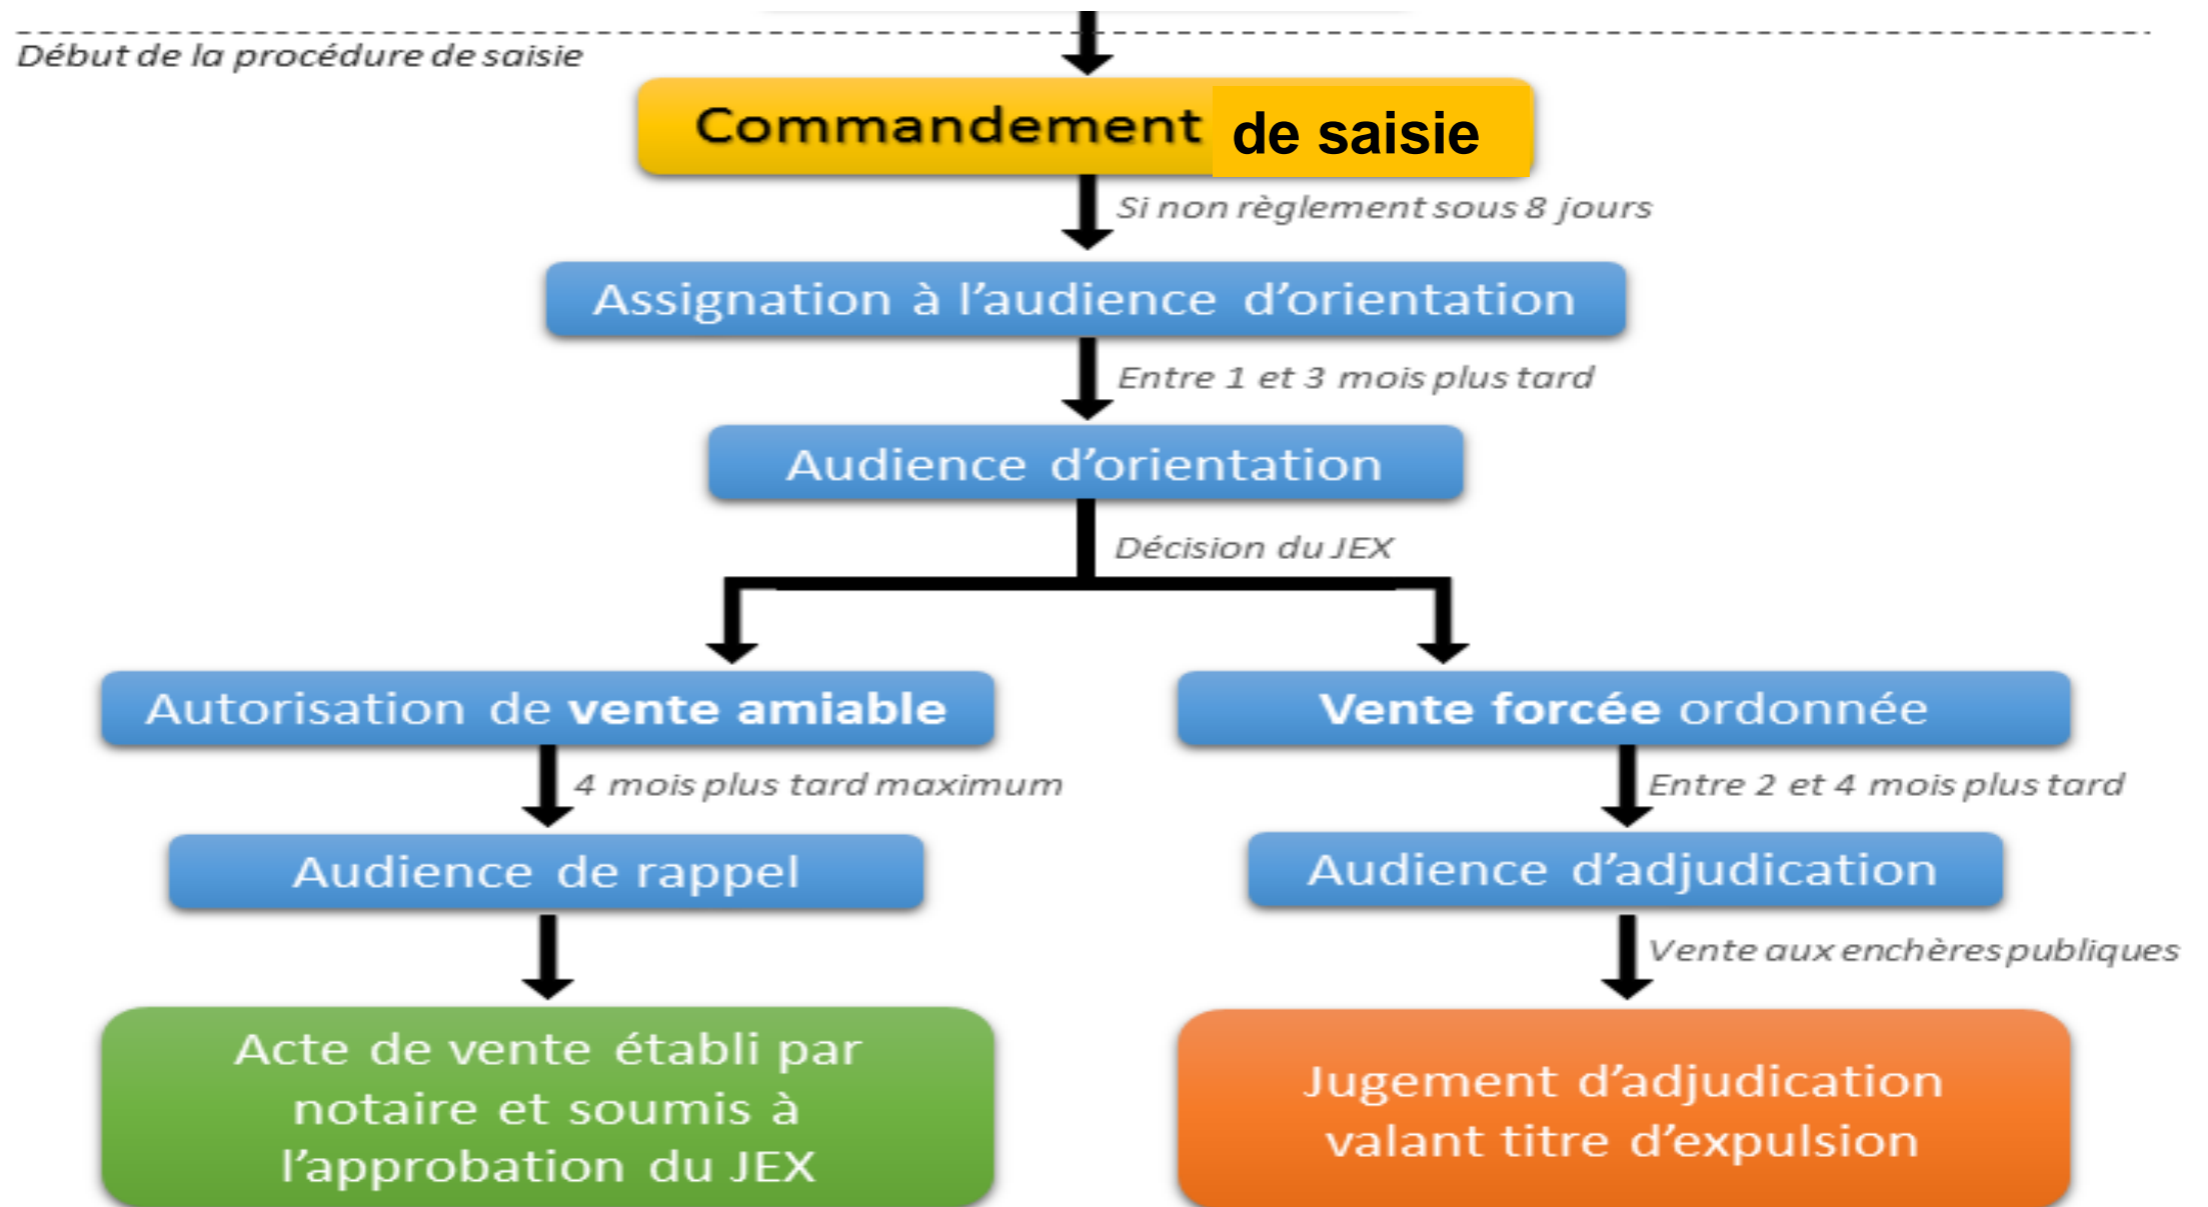 Début de la procédure de saisie
Commandement de saisie
Si non règlement sous 8 jours
Assignation à l’audience d’orientation
Entre 1 et 3 mois plus tard
Audience d’orientation
Décision du JEX
Autorisation de vente amiable
Vente forcée ordonnée
4 mois plus tard maximum
Entre 2 et 4 mois plus tard
Audience de rappel
Audience d’adjudication
Vente aux enchères publiques
Acte de vente établi par
notaire et soumis à
l’approbation du JEX
Jugement d’adjudication
valant titre d’expulsion